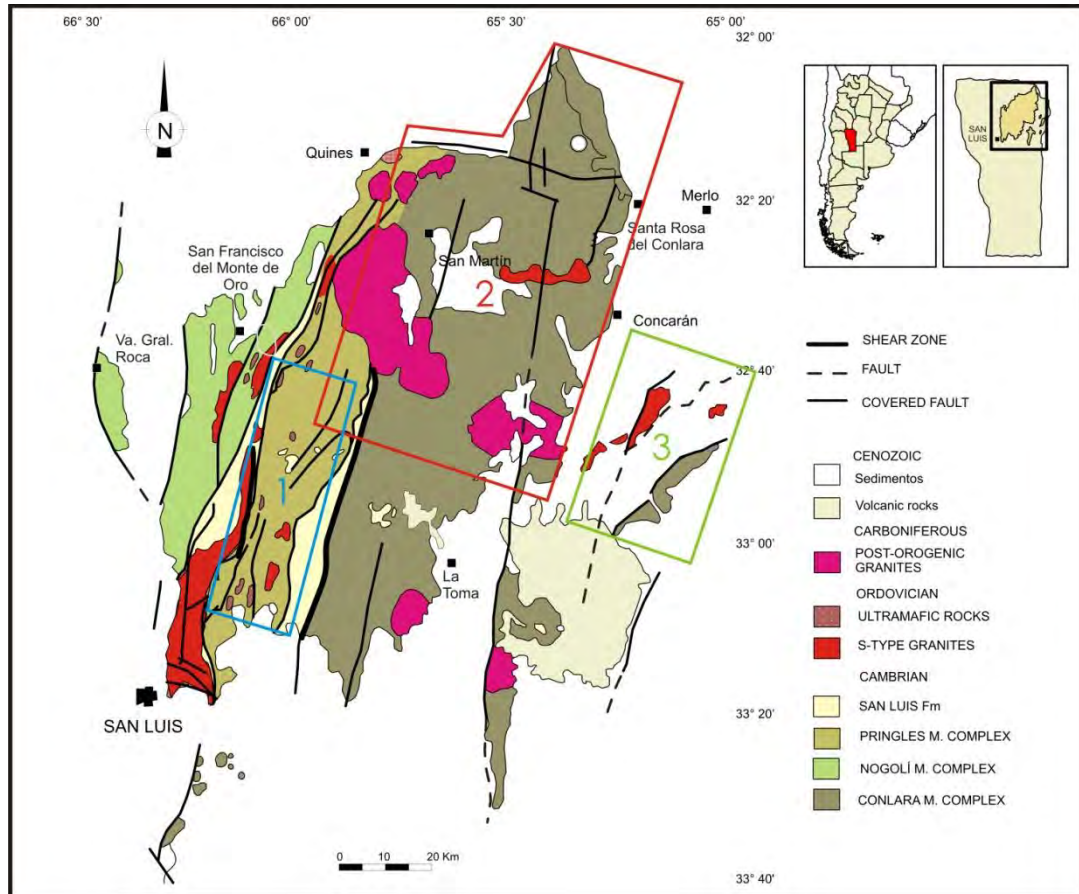 66° 30'
66° 00'
65° 30'
65° 00'
32° 00'
N
Quines
Merlo
32° 20'
Santa Rosa
del Conlara
San Martín
San Francisco
del Monte de
Oro
2
Concarán
Va. Gral.
Roca
32° 40'
1
3
33° 00'
La
Toma
33° 20'
SAN LUIS
0 10 20 Km
33° 40'
SAN
LUIS
SHEAR ZONE
FAULT
COVERED FAULT
CENOZOIC
Sedimentos
Volcanic rocks
CARBONIFEROUS
POST-OROGENIC
GRANITES
ORDOVICIAN
ULTRAMAFIC ROCKS
S-TYPE GRANITES
CAMBRIAN
SAN LUIS Fm
PRINGLES M. COMPLEX
NOGOLÍ M. COMPLEX
CONLARA M. COMPLEX